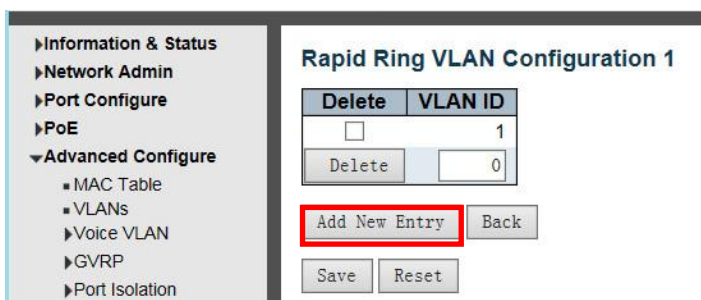 Information & Status
Network Admin
Port Configure
PoE
Advanced Configure
MAC Table
VLANs
Voice VLAN
GVRP
Port Isolation
Rapid Ring VLAN Configuration 1
Delete VLAN ID
1
Delete 0
Add New Entry Back
Save Reset